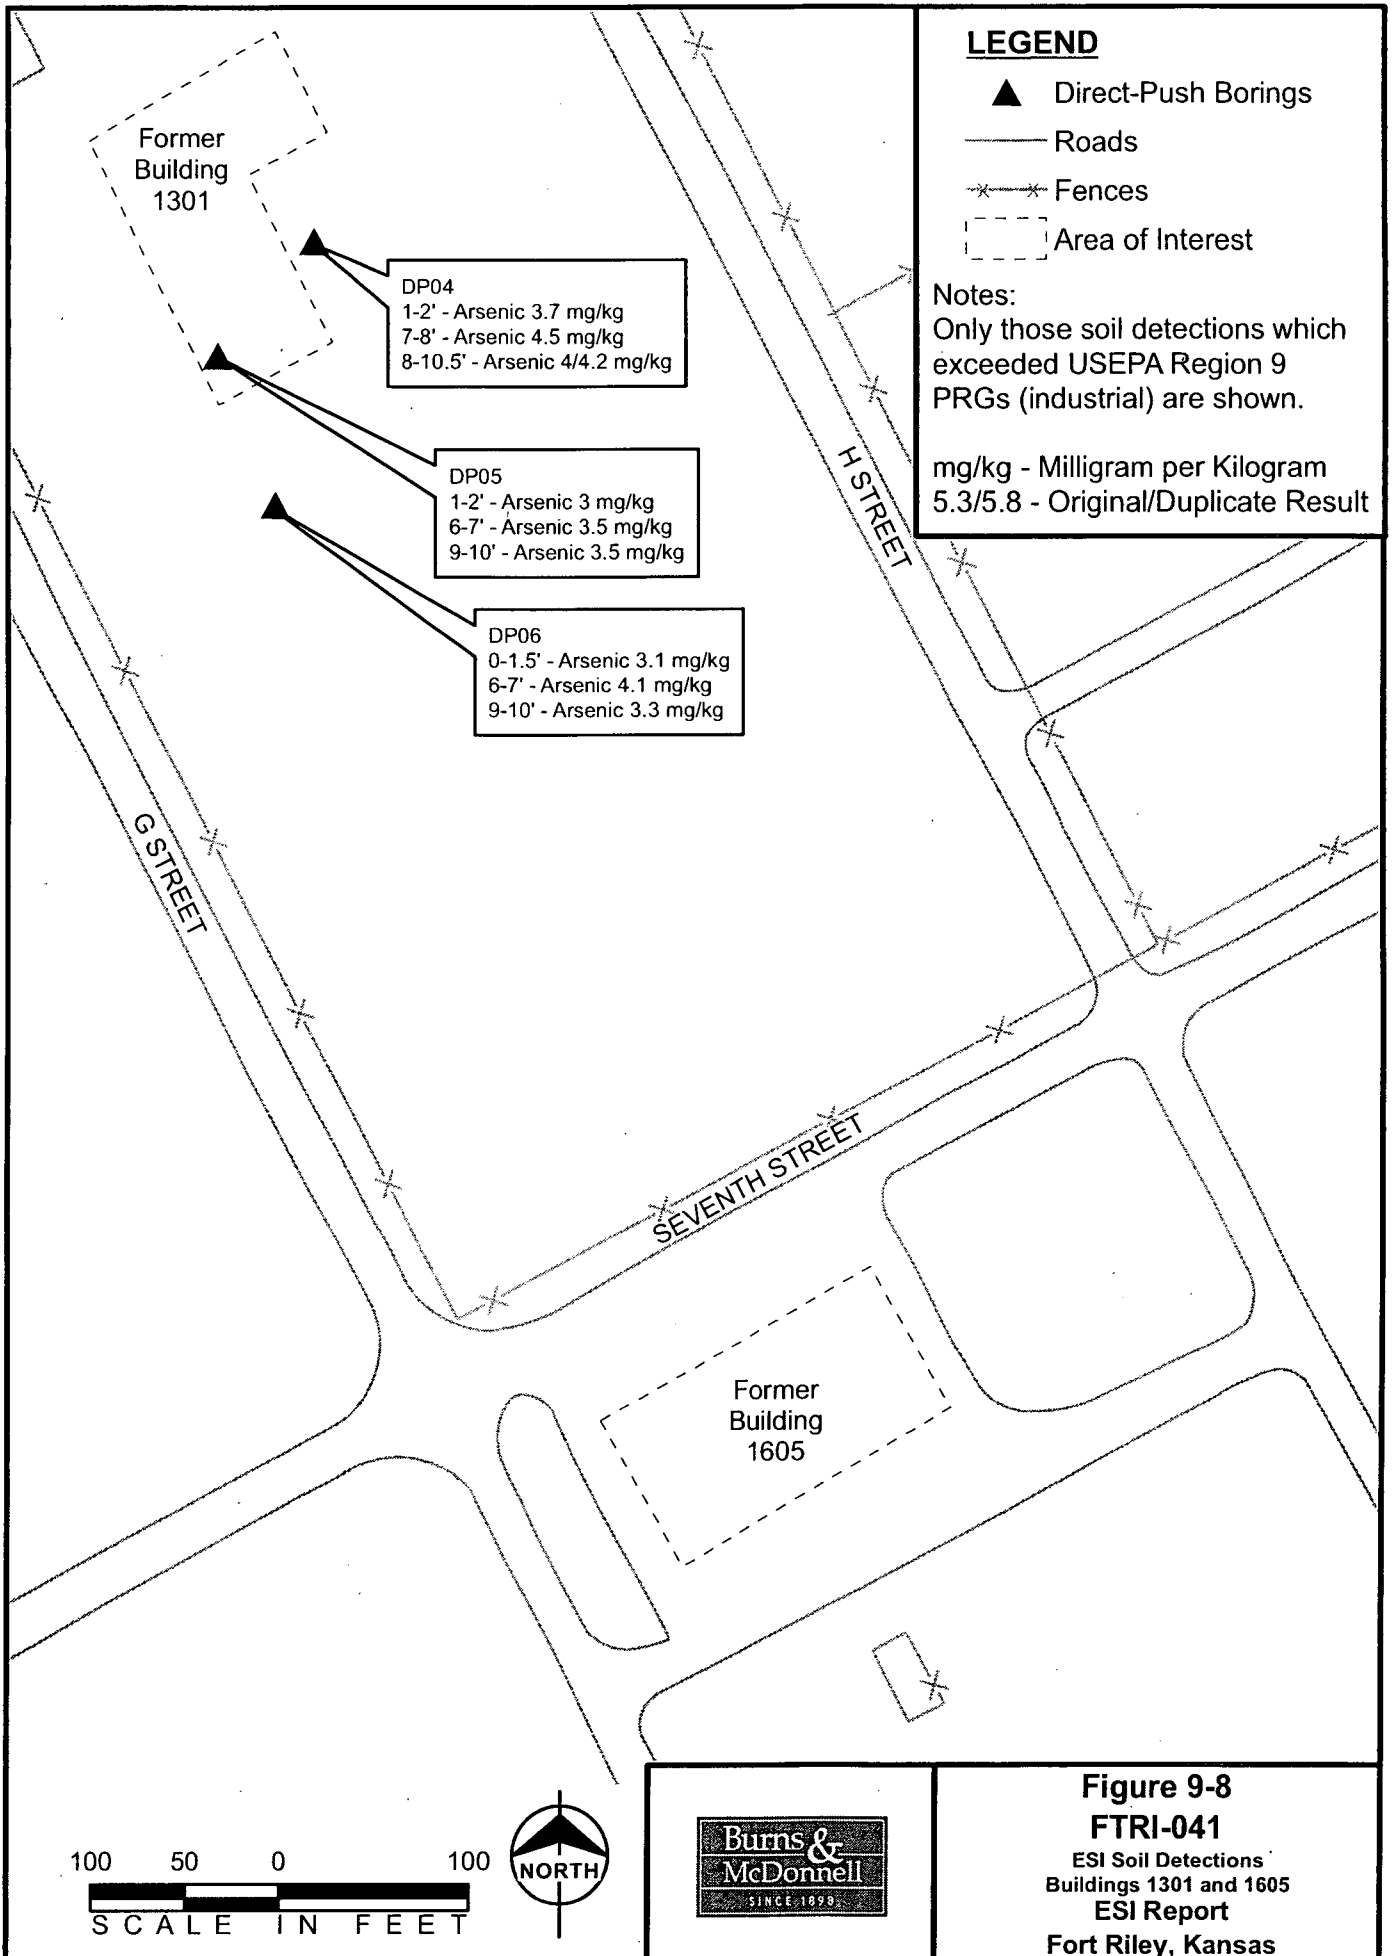 LEGEND
Direct-Push Borings
Roads
Fences
Area of Interest
Notes:
Only those soil detections which
exceeded USEPA Region 9
PRGs (industrial) are shown.
mg/kg - Milligram per Kilogram
5.3/5.8 - Original/Duplicate Result
Former
Building
1301
DP04
1-2' - Arsenic 3.7 mg/kg
7-8' - Arsenic 4.5 mg/kg
8-10.5' - Arsenic 4/4.2 mg/kg
DP05
1-2' - Arsenic 3 mg/kg
6-7' - Arsenic 3.5 mg/kg
9-10' - Arsenic 3.5 mg/kg
DP06
0-1.5' - Arsenic 3.1 mg/kg
6-7' - Arsenic 4.1 mg/kg
9-10' - Arsenic 3.3 mg/kg
H STREET
G STREET
SEVENTH STREET
Former
Building
1605
100 50 0 100
SCALE IN FEET
NORTH
Burns &
McDonnell
SINCE 1898
Figure 9-8
FTRI-041
ESI Soil Detections
Buildings 1301 and 1605
ESI Report
Fort Riley, Kansas